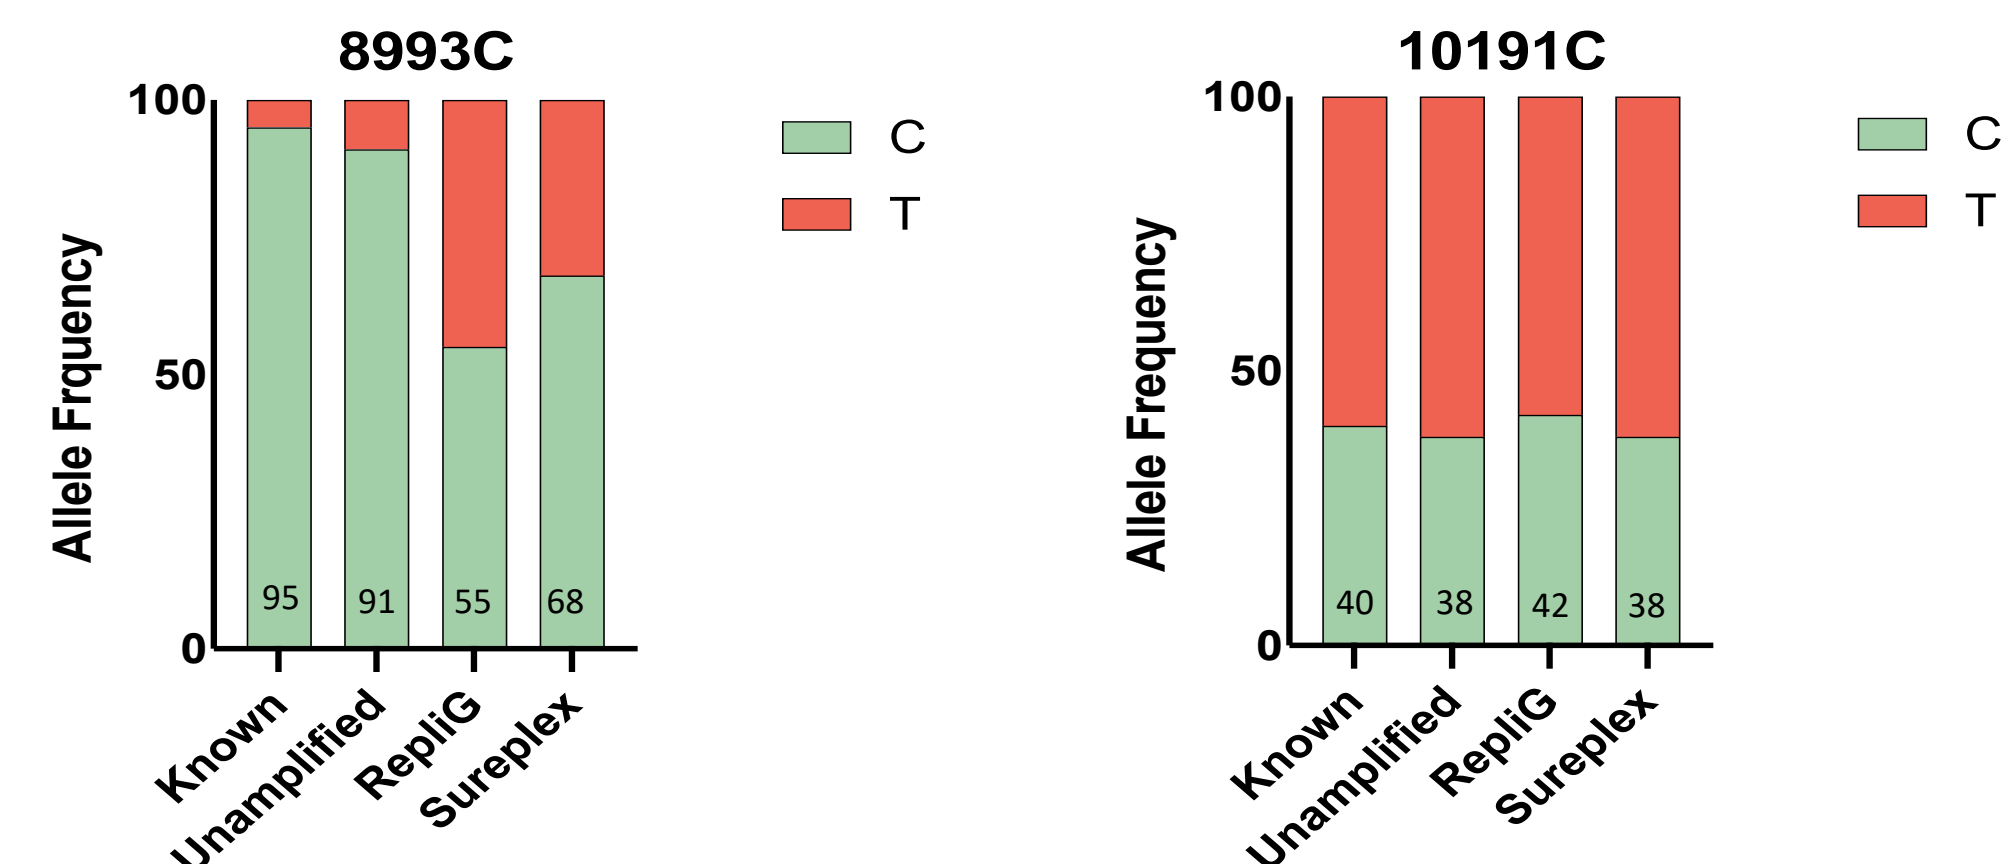 8993C
100
50
0
Allele Frquency
95
91
55
68
Known
Unamplified
RepliG
Sureplex
C
T
10191C
100
50
0
Allele Frequency
40
38
42
38
Known
Unamplified
RepliG
Sureplex
C
T